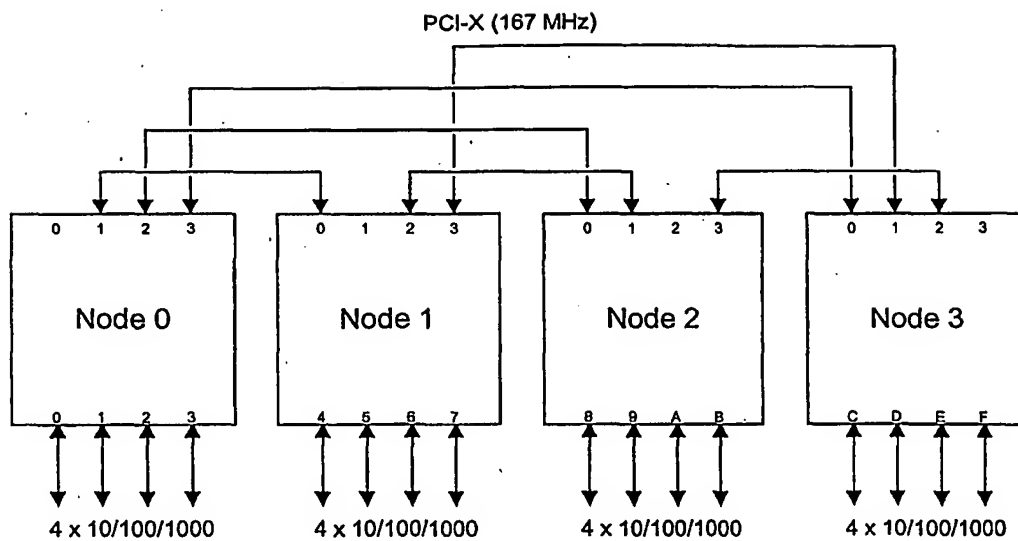 PCI-X (167 MHz)
0 1 2 3
0 1 2 3
0 1 2 3
0 1 2 3
Node 0
Node 1
Node 2
Node 3
0 1 2 3
4 5 6 7
8 9 A B
C D E F
4 x 10/100/1000
4 x 10/100/1000
4 x 10/100/1000
4 x 10/100/1000